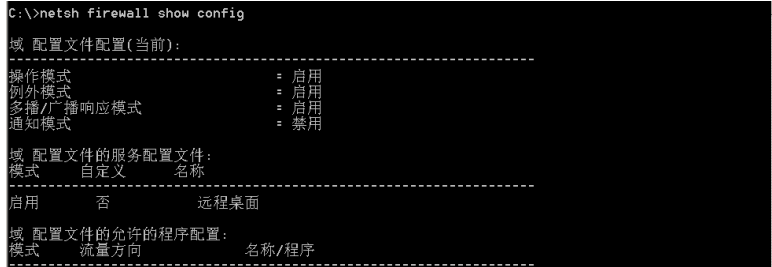 C:\>netsh firewall show config
域 配置文件配置(当前):
-------------------------------------------------------------------
操作模式 = 启用
例外模式 = 启用
多播/广播响应模式 = 启用
通知模式 = 禁用
域 配置文件的服务配置文件:
模式 自定义 名称
-------------------------------------------------------------------
启用 否 远程桌面
域 配置文件的允许的程序配置:
模式 流量方向 名称/程序
-------------------------------------------------------------------